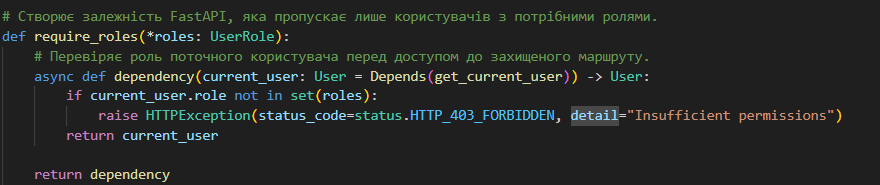 # Створює залежність FastAPI, яка пропускає лише користувачів з потрібними ролями.
def require_roles(*roles: UserRole):
    # Перевіряє роль поточного користувача перед доступом до захищеного маршруту.
    async def dependency(current_user: User = Depends(get_current_user)) -> User:
        if current_user.role not in set(roles):
            raise HTTPException(status_code=status.HTTP_403_FORBIDDEN, detail="Insufficient permissions")
        return current_user

    return dependency